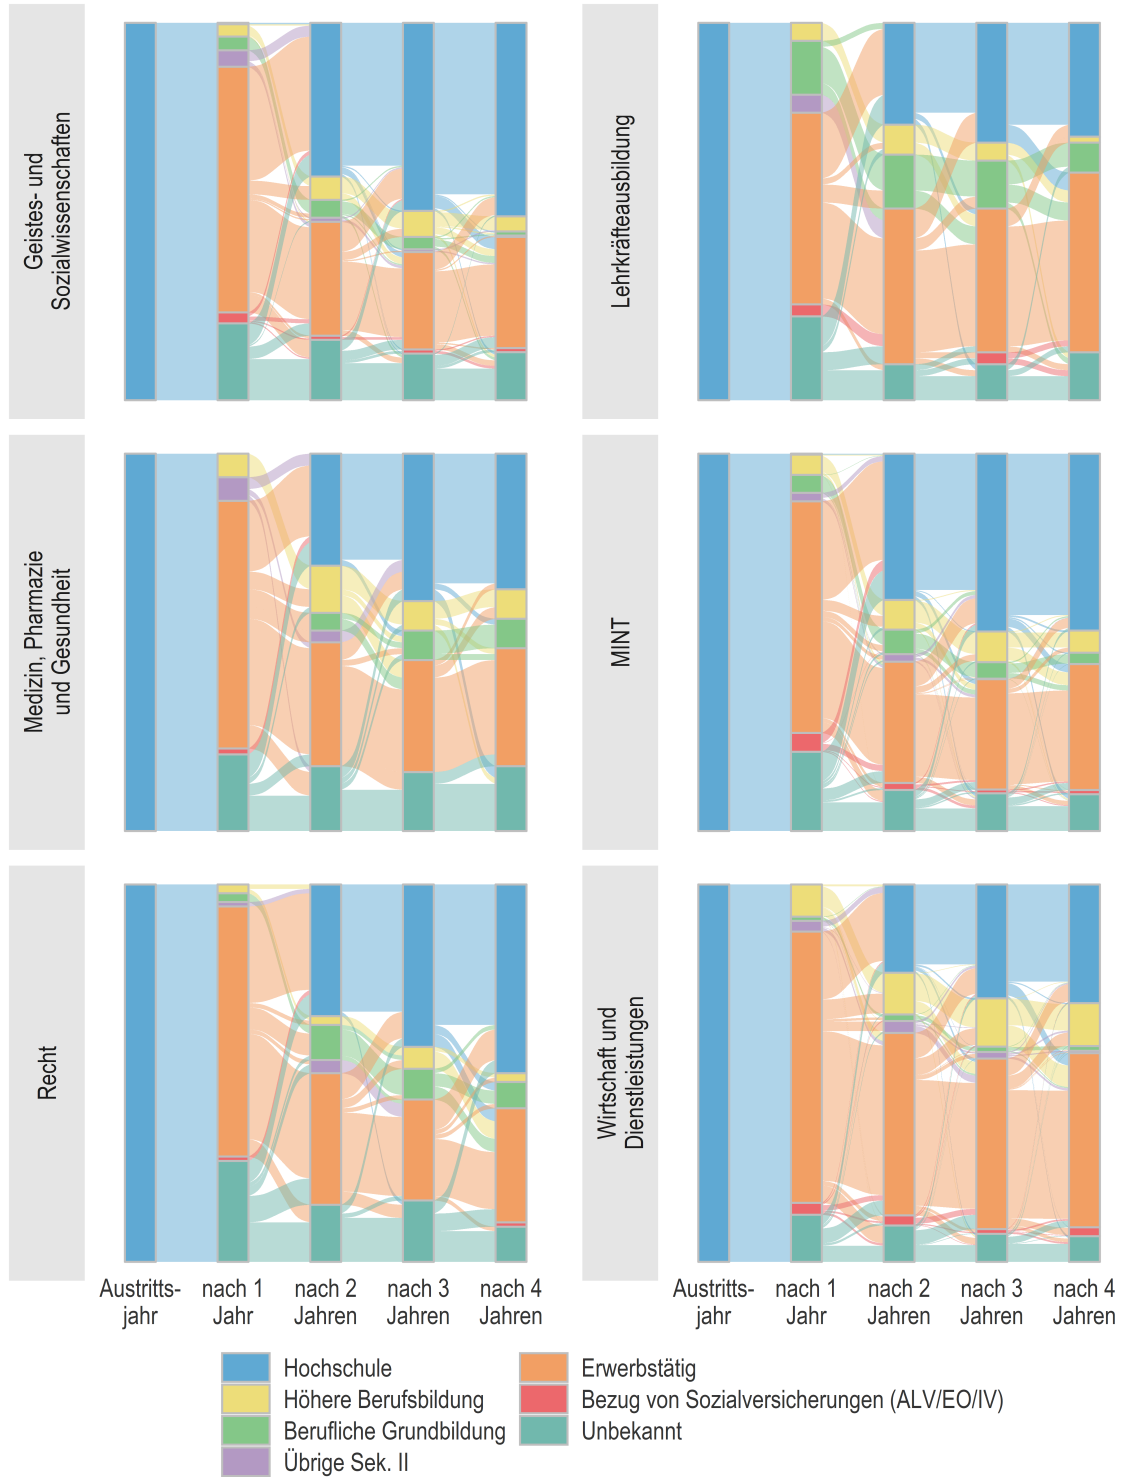 Geistes- und
Sozialwissenschaften
Lehrkräfteausbildung
Medizin, Pharmazie
und Gesundheit
MINT
Recht
Wirtschaft und
Dienstleistungen
Austritts-
jahr
nach 1
Jahr
nach 2
Jahren
nach 3
Jahren
nach 4
Jahren
Austritts-
jahr
nach 1
Jahr
nach 2
Jahren
nach 3
Jahren
nach 4
Jahren
Hochschule
Höhere Berufsbildung
Berufliche Grundbildung
Übrige Sek. II
Erwerbstätig
Bezug von Sozialversicherungen (ALV/EO/IV)
Unbekannt